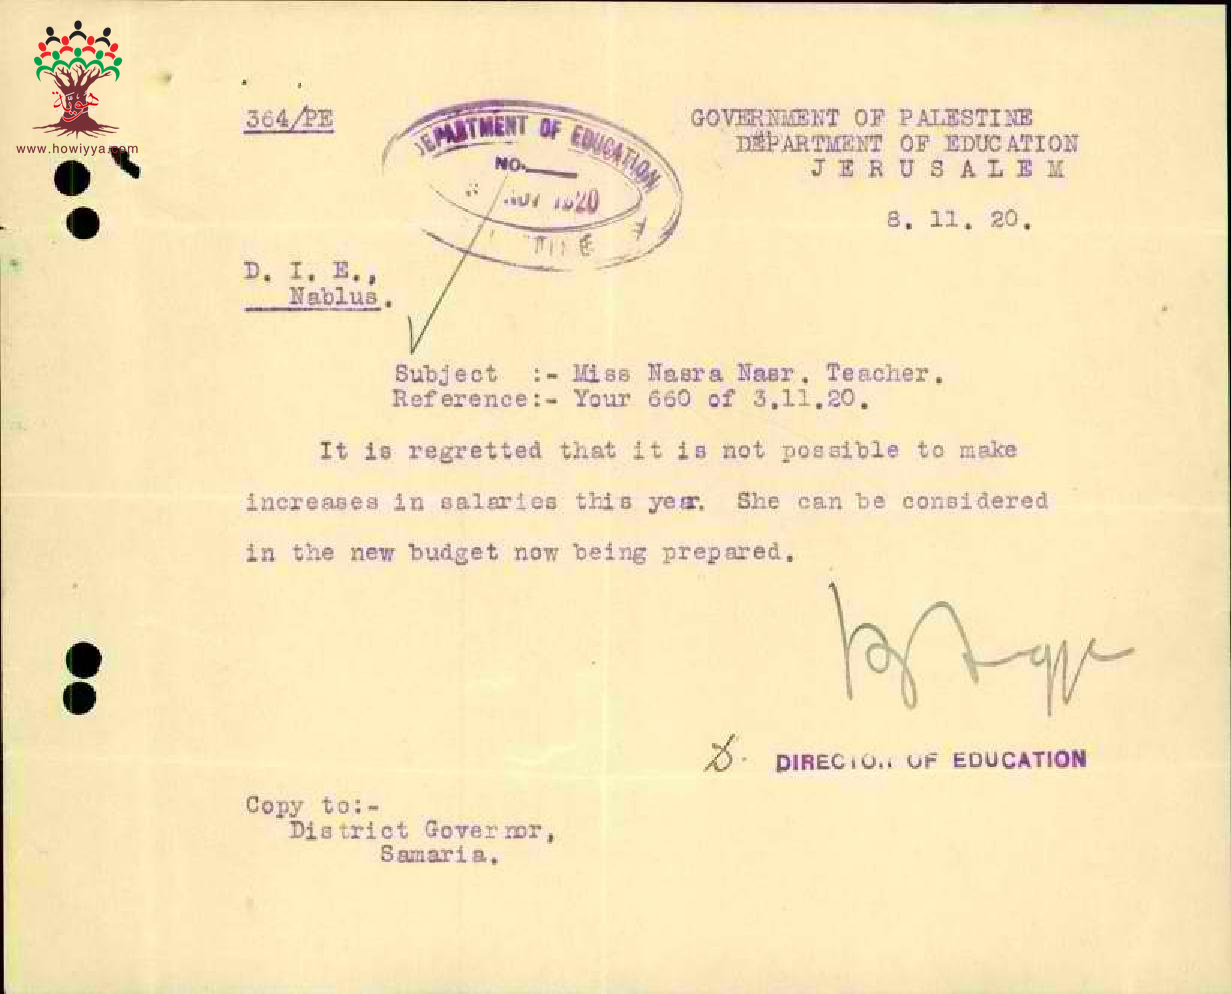 هوية
www.howiyya.com
364/PE
DEPARTMENT OF EDUCATION
NO.
NOV 1920
GOVERNMENT OF PALESTINE
DEPARTMENT OF EDUCATION
JERUSALEM
8. 11. 20.
D. I. E.,
Nablus.
Subject :- Miss Nasra Nasr. Teacher.
Reference:- Your 660 of 3.11.20.
It is regretted that it is not possible to make
increases in salaries this year. She can be considered
in the new budget now being prepared.
D. DIRECTOR OF EDUCATION
Copy to:-
District Governor,
Samaria.